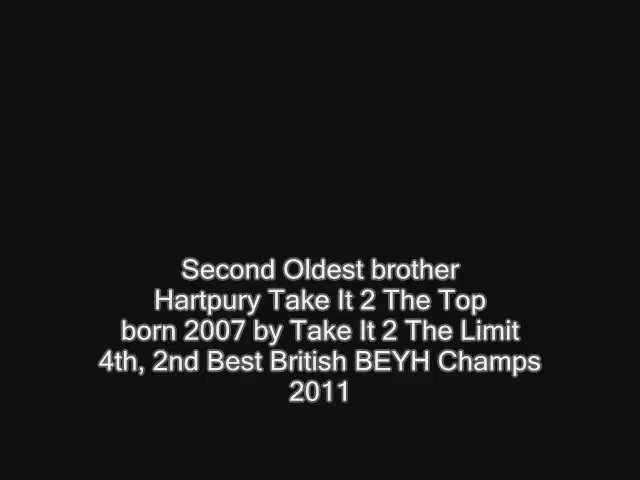 Second Oldest brother
Hartpury Take It 2 The Top
born 2007 by Take It 2 The Limit
4th, 2nd Best British BEYH Champs
2011